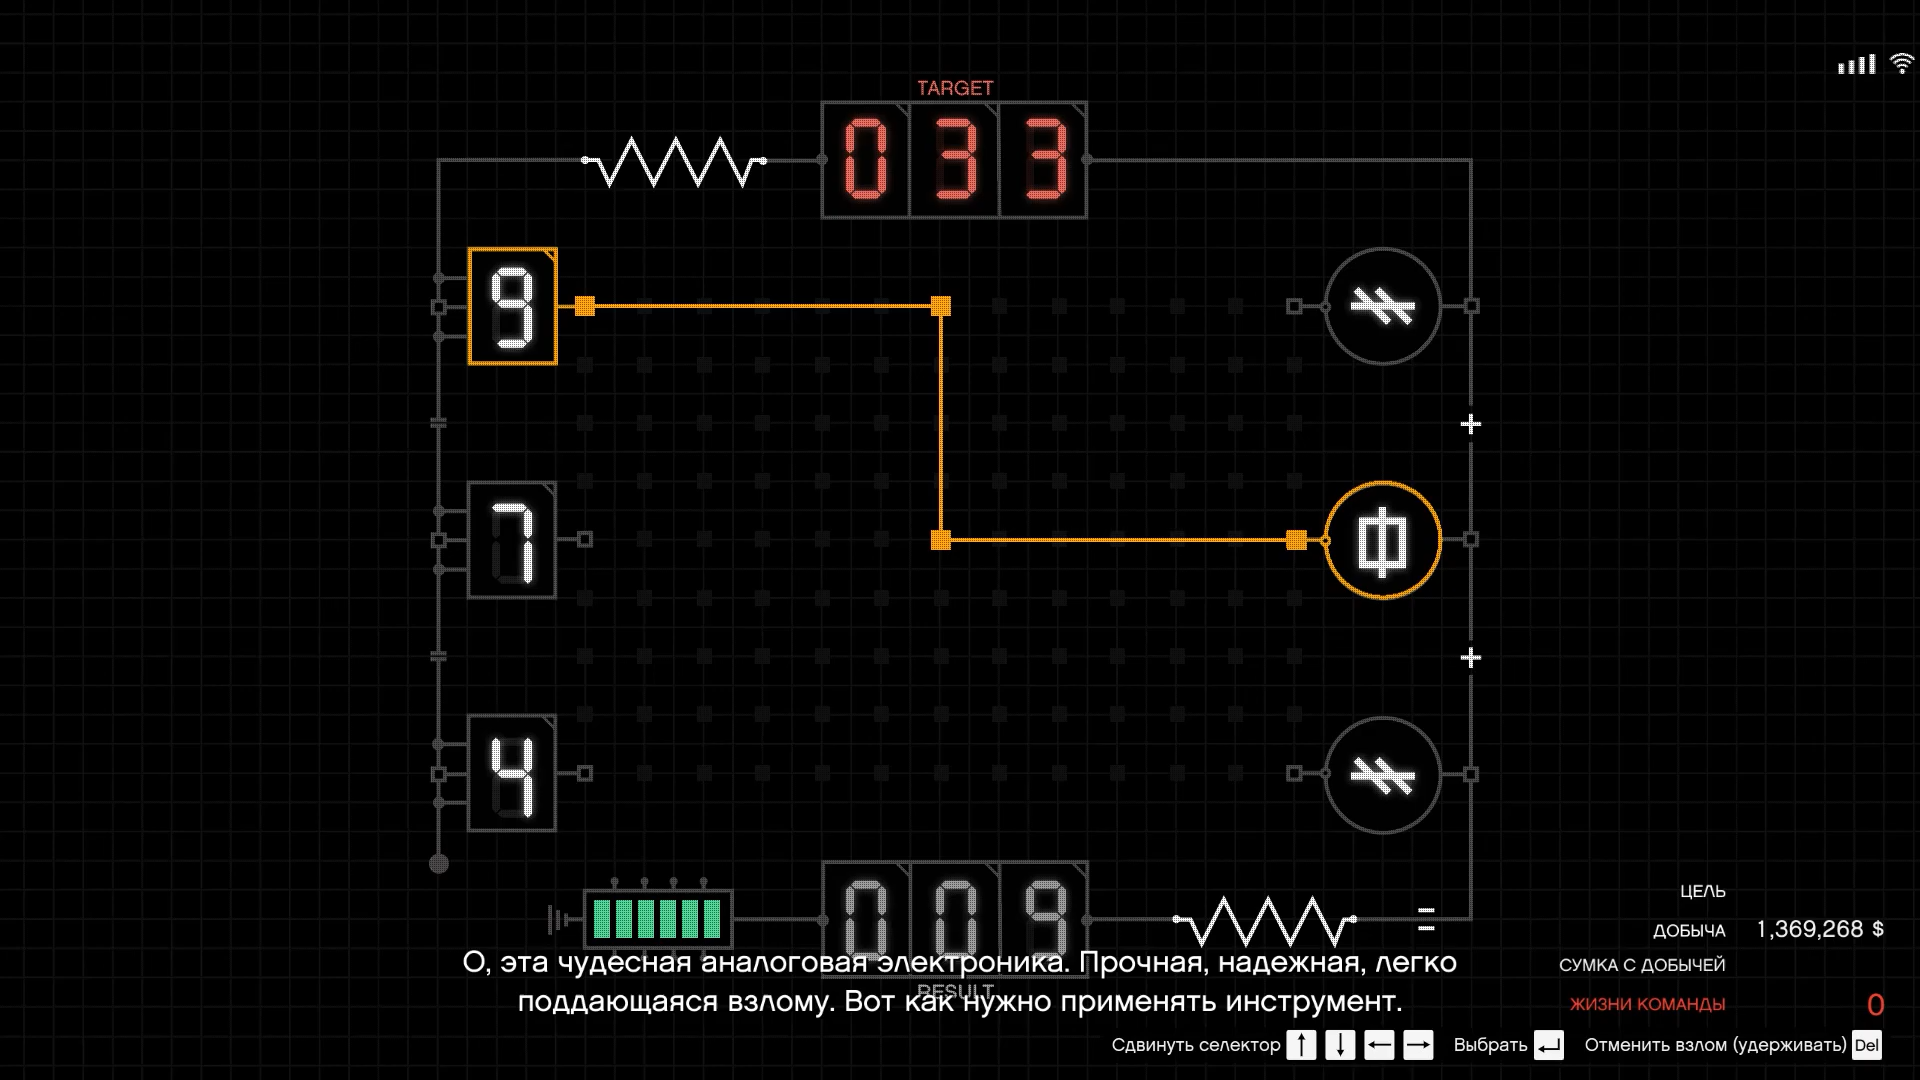 TARGET
033
9
7
+
+
4
009
=
RESULT
О, эта чудесная аналоговая электроника. Прочная, надежная, легко
поддающаяся взлому. Вот как нужно применять инструмент.
ЦЕЛЬ
ДОБЫЧА 1,369,268 $
СУМКА С ДОБЫЧЕЙ
ЖИЗНИ КОМАНДЫ 0
Сдвинуть селектор ↑ ↓ ← → Выбрать ↵ Отменить взлом (удерживать) Del